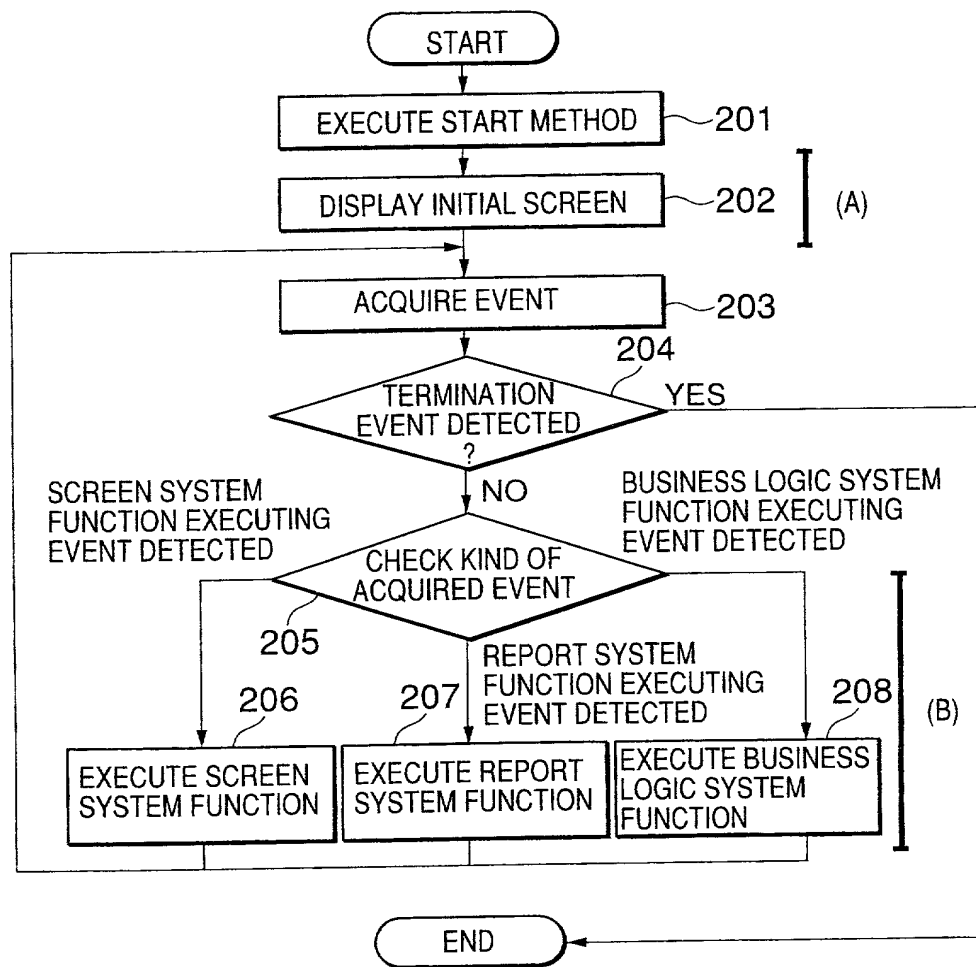 START
EXECUTE START METHOD
201
DISPLAY INITIAL SCREEN
202
(A)
ACQUIRE EVENT
203
204
TERMINATION
EVENT DETECTED
?
YES
NO
SCREEN SYSTEM
FUNCTION EXECUTING
EVENT DETECTED
BUSINESS LOGIC SYSTEM
FUNCTION EXECUTING
EVENT DETECTED
CHECK KIND OF
ACQUIRED EVENT
205
REPORT SYSTEM
FUNCTION EXECUTING
EVENT DETECTED
206
207
208
(B)
EXECUTE SCREEN
SYSTEM FUNCTION
EXECUTE REPORT
SYSTEM FUNCTION
EXECUTE BUSINESS
LOGIC SYSTEM
FUNCTION
END